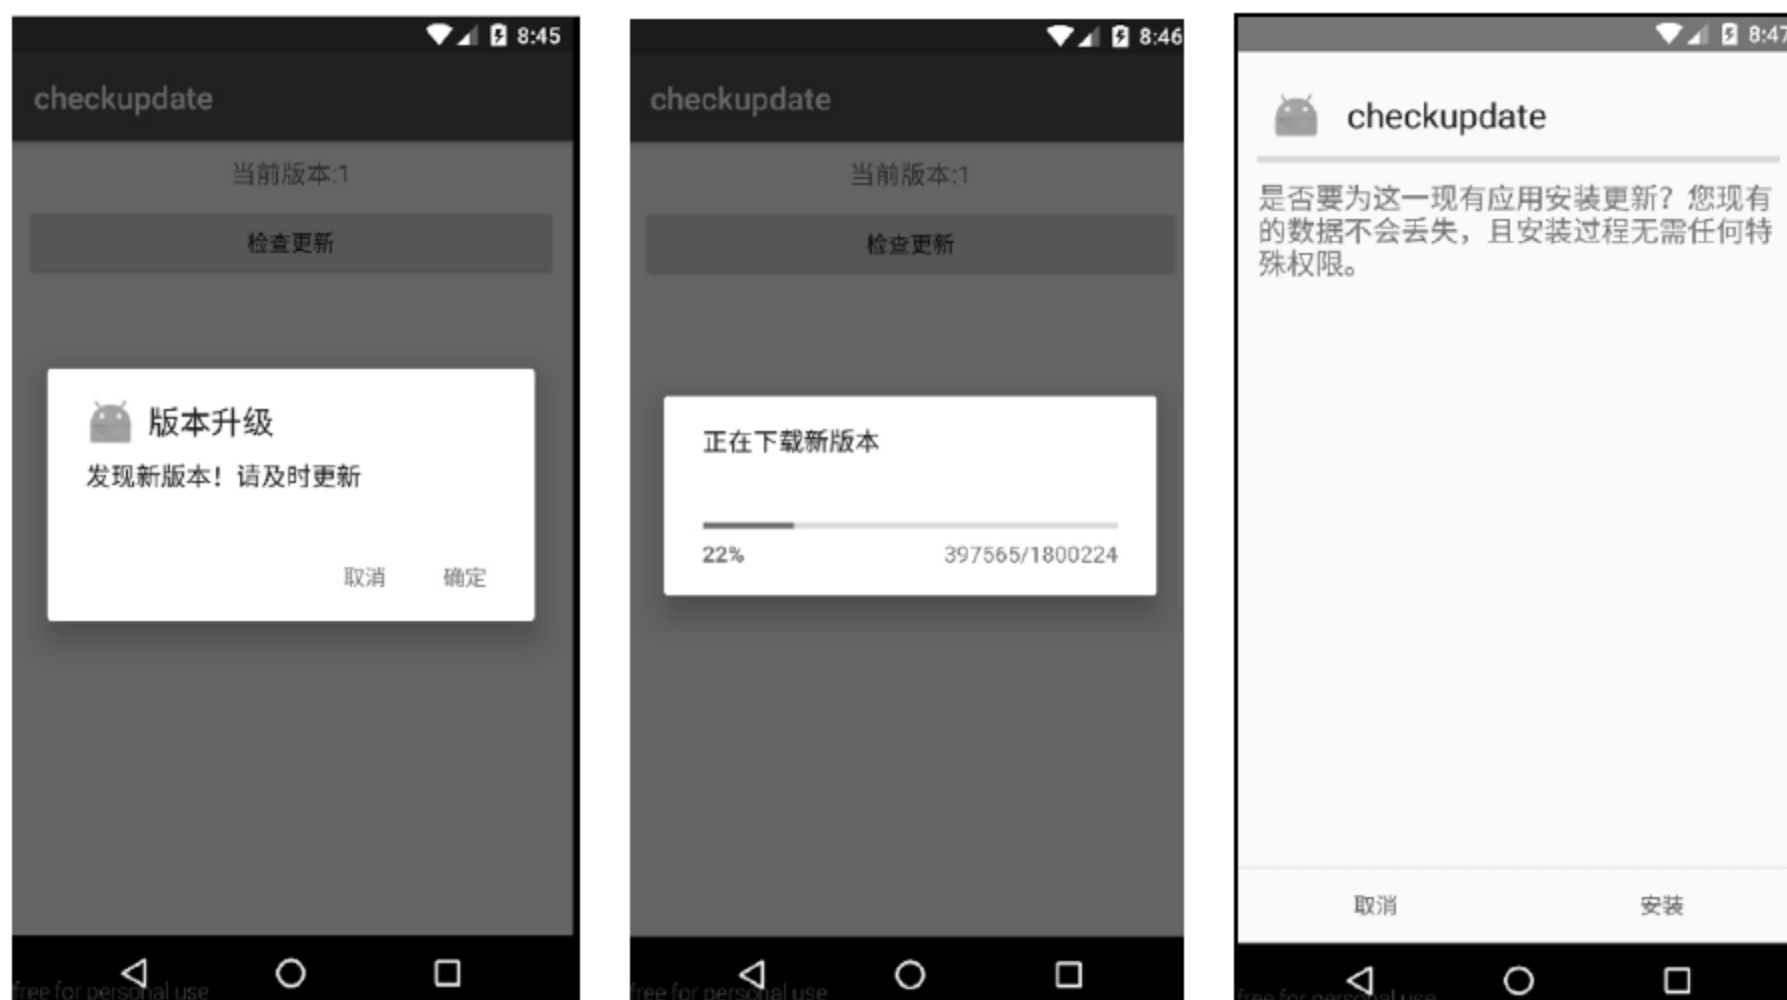 8:45
checkupdate
当前版本:1
检查更新
版本升级
发现新版本！请及时更新
取消 确定
free for personal use
8:46
checkupdate
当前版本:1
检查更新
正在下载新版本
22% 397565/1800224
free for personal use
8:47
checkupdate
是否要为这一现有应用安装更新？您现有
的数据不会丢失，且安装过程无需任何特
殊权限。
取消 安装
free for personal use